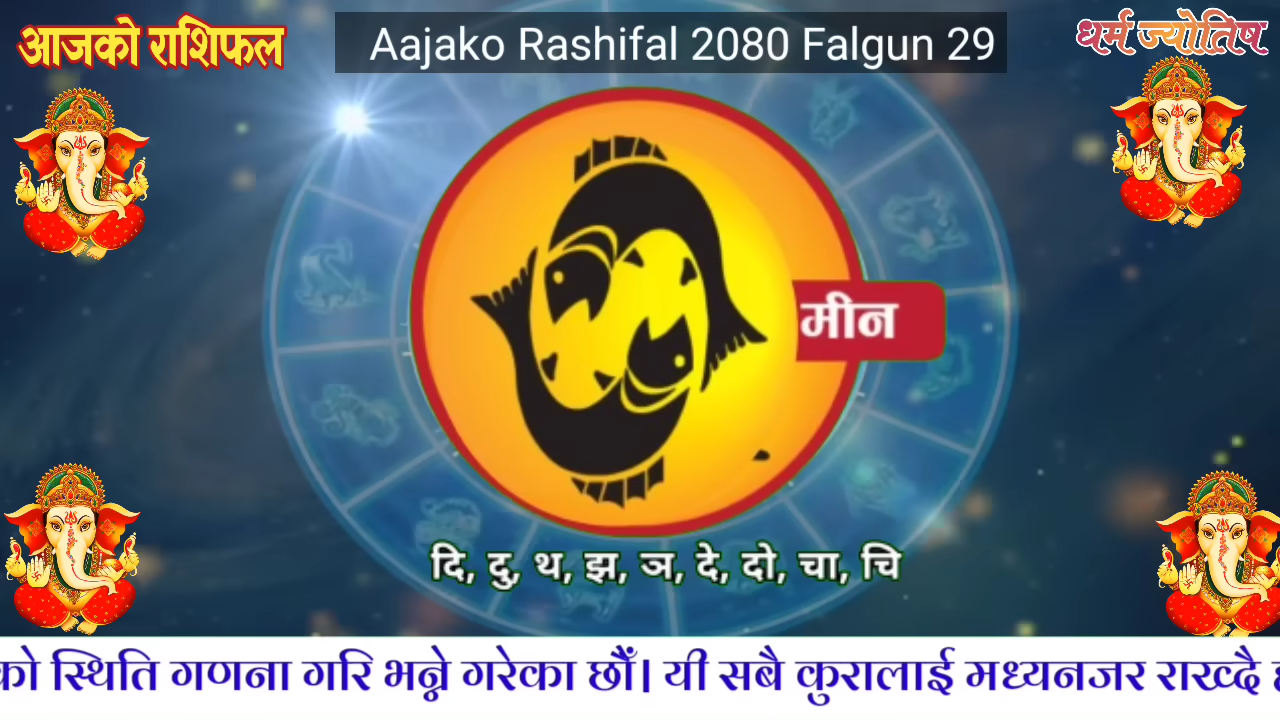 आजको राशिफल
Aajako Rashifal 2080 Falgun 29
धर्म ज्योतिष
मीन
दि, दु, थ, झ, ञ, दे, दो, चा, चि
को स्थिति गणना गरि भन्ने गरेका छौं। यी सबै कुरालाई मध्यनजर राख्दै